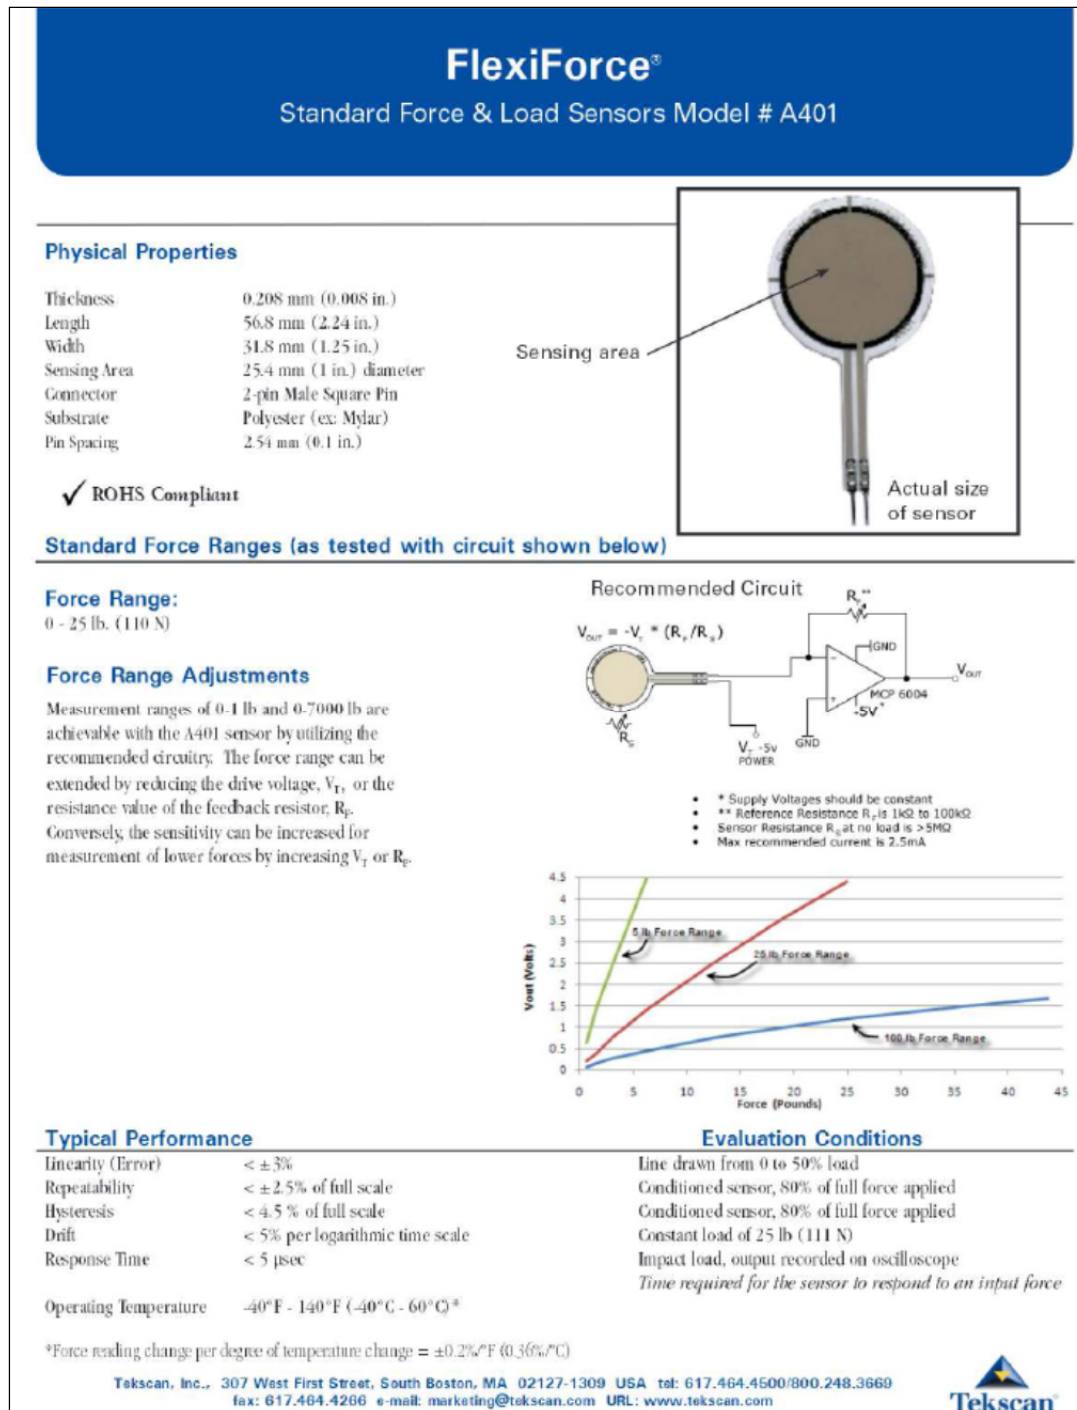 FlexiForce®
Standard Force & Load Sensors Model # A401
Physical Properties
Thickness 0.208 mm (0.008 in.)
Length 56.8 mm (2.24 in.)
Width 31.8 mm (1.25 in.)
Sensing Area 25.4 mm (1 in.) diameter
Connector 2-pin Male Square Pin
Substrate Polyester (ex: Mylar)
Pin Spacing 2.54 mm (0.1 in.)
✓ ROHS Compliant
Sensing area
Actual size
of sensor
Standard Force Ranges (as tested with circuit shown below)
Force Range:
0 - 25 lb. (110 N)
Force Range Adjustments
Measurement ranges of 0-1 lb and 0-7000 lb are
achievable with the A401 sensor by utilizing the
recommended circuitry. The force range can be
extended by reducing the drive voltage, V_T, or the
resistance value of the feedback resistor, R_F.
Conversely, the sensitivity can be increased for
measurement of lower forces by increasing V_T or R_F.
Recommended Circuit
R_F**
V_OUT = -V_T * (R_F/R_S)
GND
V_OUT
MCP 6004
-5V*
R_S
V_T -5v
POWER
GND
• * Supply Voltages should be constant
• ** Reference Resistance R_F is 1kΩ to 100kΩ
• Sensor Resistance R_S at no load is >5MΩ
• Max recommended current is 2.5mA
4.5
4
3.5
3
2.5
2
1.5
1
0.5
0
Vout (Volts)
5 lb Force Range
25 lb Force Range
100 lb Force Range
0 5 10 15 20 25 30 35 40 45
Force (Pounds)
Typical Performance Evaluation Conditions
Linearity (Error) < ±3% Line drawn from 0 to 50% load
Repeatability < ±2.5% of full scale Conditioned sensor, 80% of full force applied
Hysteresis < 4.5 % of full scale Conditioned sensor, 80% of full force applied
Drift < 5% per logarithmic time scale Constant load of 25 lb (111 N)
Response Time < 5 µsec Impact load, output recorded on oscilloscope
Time required for the sensor to respond to an input force
Operating Temperature -40°F - 140°F (-40°C - 60°C)*
*Force reading change per degree of temperature change = ±0.2%/°F (0.36%/°C)
Tekscan, Inc., 307 West First Street, South Boston, MA 02127-1309 USA tel: 617.464.4500/800.248.3669
fax: 617.464.4266 e-mail: marketing@tekscan.com URL: www.tekscan.com
Tekscan